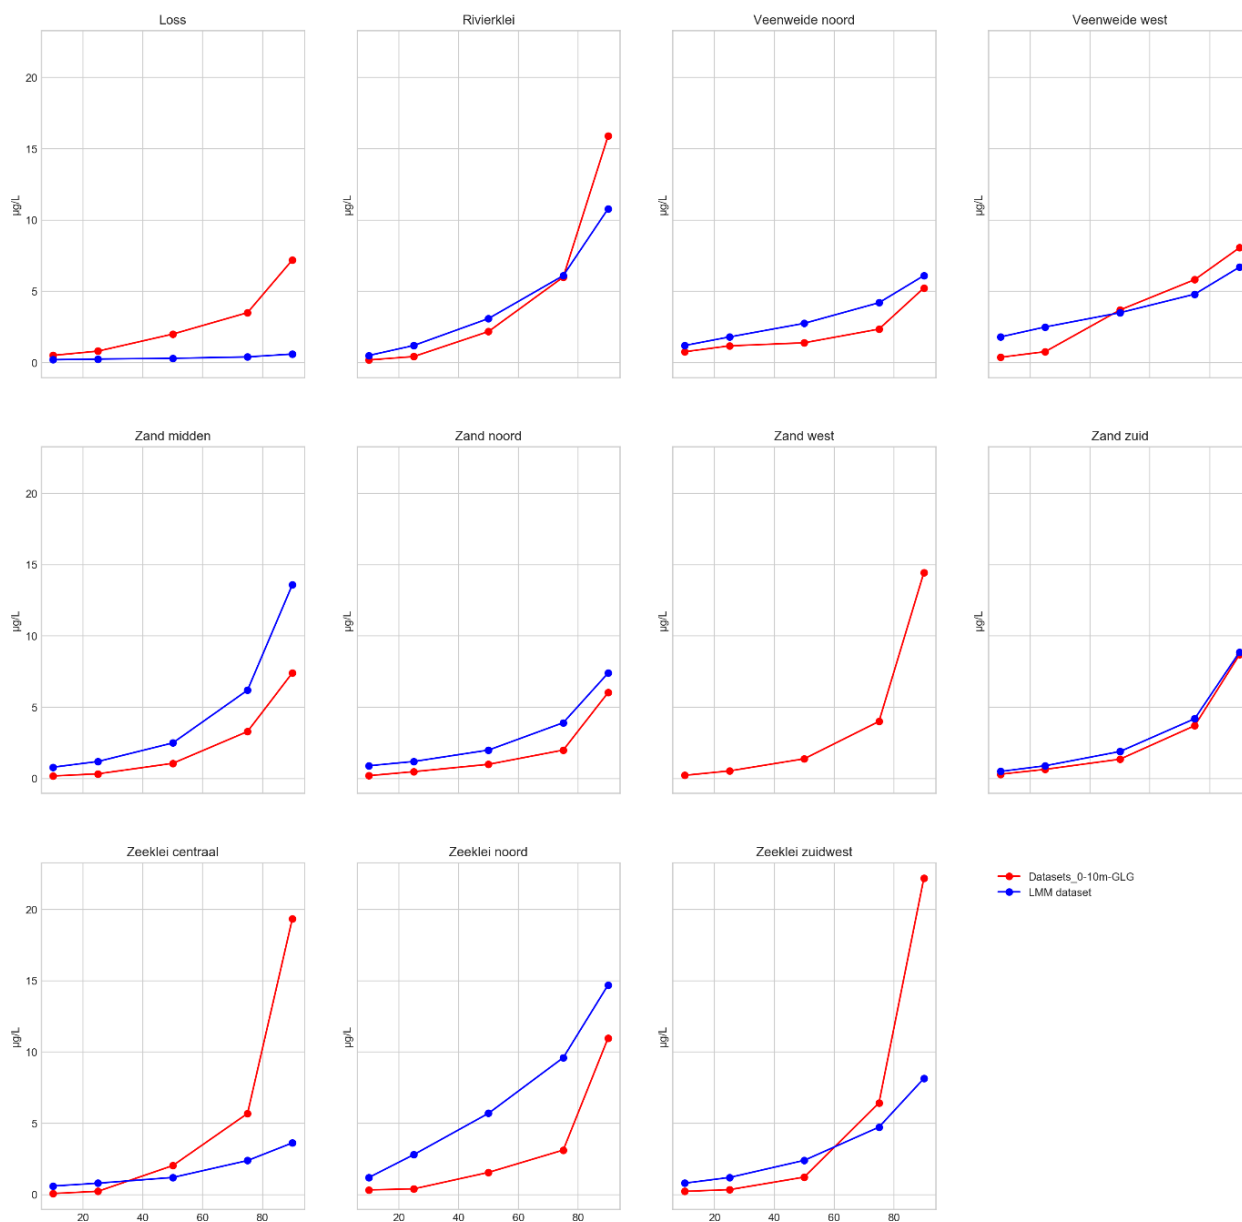 Loss
Rivierklei
Veenweide noord
Veenweide west
20
15
10
5
0
µg/L
µg/L
µg/L
µg/L
Zand midden
Zand noord
Zand west
Zand zuid
20
15
10
5
0
µg/L
µg/L
µg/L
µg/L
Zeeklei centraal
Zeeklei noord
Zeeklei zuidwest
Datasets_0-10m-GLG
LMM dataset
20
15
10
5
0
µg/L
µg/L
µg/L
20 40 60 80
20 40 60 80
20 40 60 80